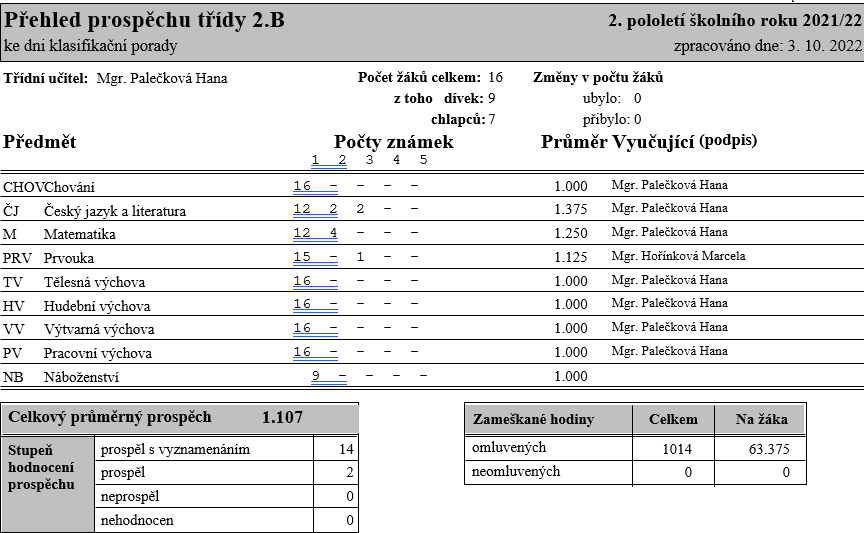 Přehled prospěchu třídy 2.B 2. pololetí školního roku 2021/22
ke dni klasifikační porady zpracováno dne: 3. 10. 2022
Třídní učitel: Mgr. Palečková Hana Počet žáků celkem: 16 Změny v počtu žáků
z toho dívek: 9 ubylo: 0
chlapců: 7 přibylo: 0
Předmět Počty známek Průměr Vyučující (podpis)
1 2 3 4 5
CHOVChování 16 - - - - 1.000 Mgr. Palečková Hana
ČJ Český jazyk a literatura 12 2 2 - - 1.375 Mgr. Palečková Hana
M Matematika 12 4 - - - 1.250 Mgr. Palečková Hana
PRV Prvouka 15 - 1 - - 1.125 Mgr. Hořínková Marcela
TV Tělesná výchova 16 - - - - 1.000 Mgr. Palečková Hana
HV Hudební výchova 16 - - - - 1.000 Mgr. Palečková Hana
VV Výtvarná výchova 16 - - - - 1.000 Mgr. Palečková Hana
PV Pracovní výchova 16 - - - - 1.000 Mgr. Palečková Hana
NB Náboženství 9 - - - - 1.000
Celkový průměrný prospěch 1.107
Stupeň hodnocení prospěchu
prospěl s vyznamenáním 14
prospěl 2
neprospěl 0
nehodnocen 0
Zameškané hodiny Celkem Na žáka
omluvených 1014 63.375
neomluvených 0 0